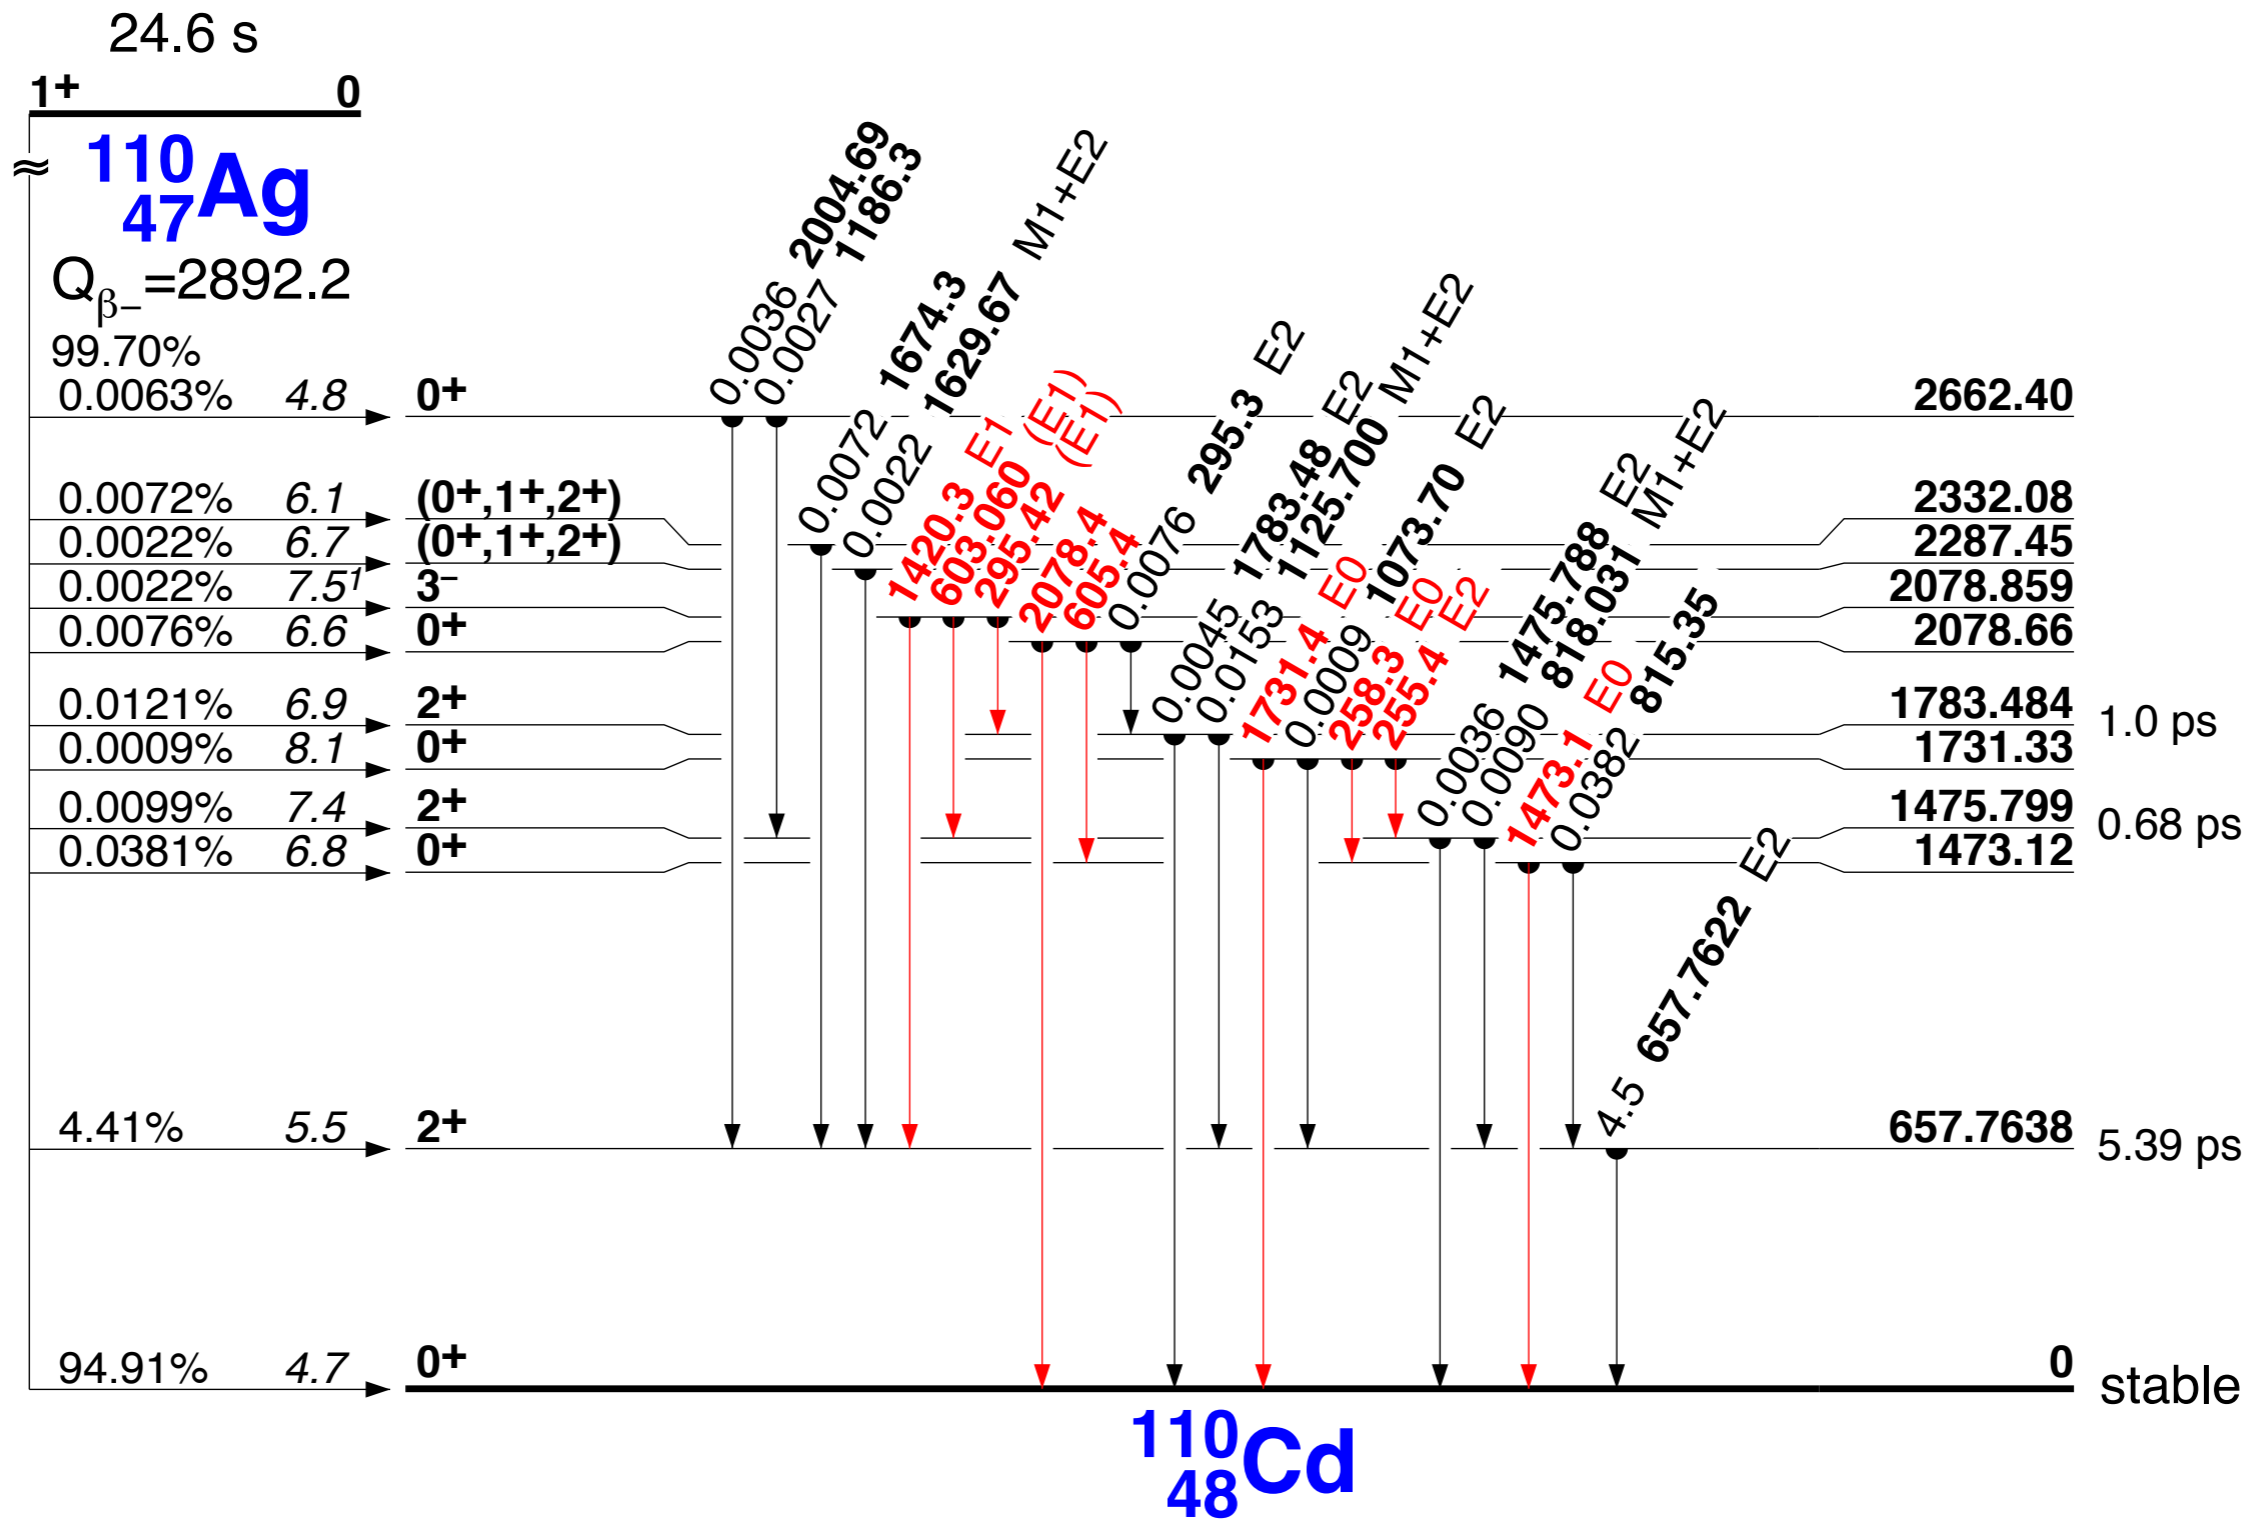 24.6 s
1+ 0
110 47 Ag
Qβ−=2892.2
99.70%
0.0063% 4.8 0+ 2662.40
0.0072% 6.1 (0+,1+,2+) 2332.08
0.0022% 6.7 (0+,1+,2+) 2287.45
0.0022% 7.5¹ 3− 2078.859
0.0076% 6.6 0+ 2078.66
0.0121% 6.9 2+ 1783.484 1.0 ps
0.0009% 8.1 0+ 1731.33
0.0099% 7.4 2+ 1475.799 0.68 ps
0.0381% 6.8 0+ 1473.12
4.41% 5.5 2+ 657.7638 5.39 ps
94.91% 4.7 0+ 0 stable
0.0036 2004.69
0.0027 1186.3
0.0072 1674.3
0.0022 1629.67 M1+E2
1420.3 E1
603.060 (E1)
295.42 (E1)
2078.4
605.4
0.0076 295.3 E2
0.0045 1783.48 E2
0.0153 1125.700 M1+E2
1731.4 E0
0.0009 1073.70 E2
258.3 E0
255.4 E2
0.0036 1475.788 E2
0.0090 818.031 M1+E2
1473.1 E0
0.0382 815.35
4.5 657.7622 E2
110 48 Cd